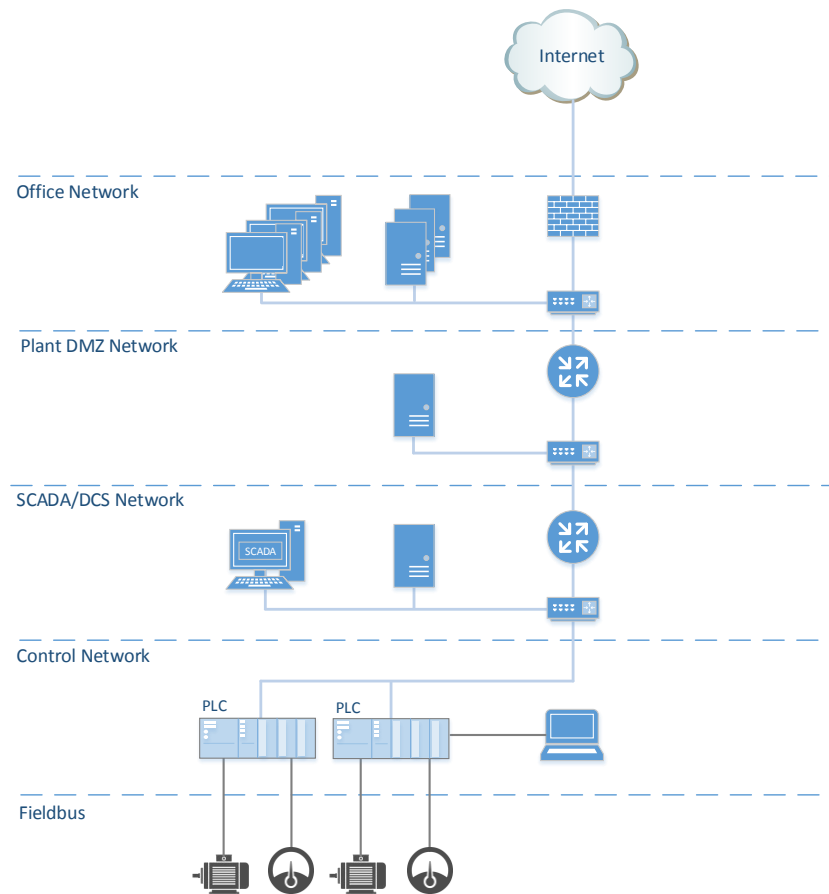 Internet
Office Network
Plant DMZ Network
SCADA/DCS Network
SCADA
Control Network
PLC
PLC
Fieldbus